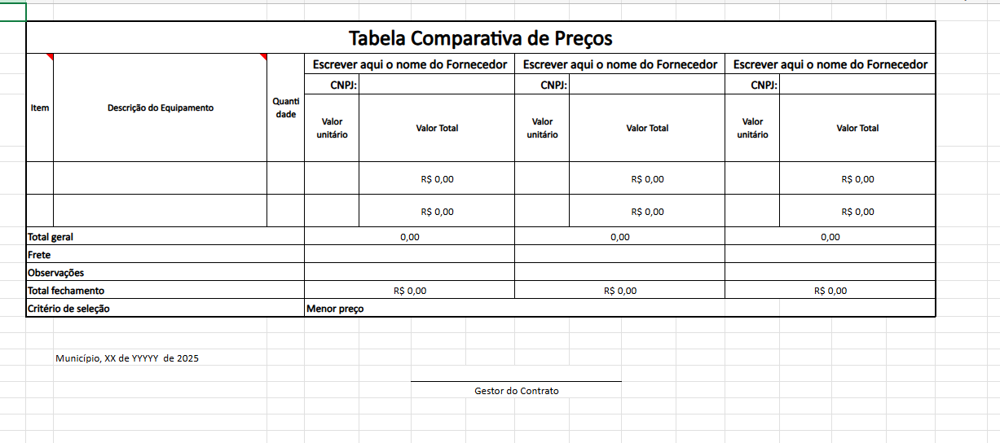 Tabela Comparativa de Preços
Escrever aqui o nome do Fornecedor Escrever aqui o nome do Fornecedor Escrever aqui o nome do Fornecedor
CNPJ: CNPJ: CNPJ:
Item Descrição do Equipamento Quanti
dade
Valor
unitário Valor Total Valor
unitário Valor Total Valor
unitário Valor Total
R$ 0,00 R$ 0,00 R$ 0,00
R$ 0,00 R$ 0,00 R$ 0,00
Total geral 0,00 0,00 0,00
Frete
Observações
Total fechamento R$ 0,00 R$ 0,00 R$ 0,00
Critério de seleção Menor preço
Município, XX de YYYYY  de 2025
Gestor do Contrato